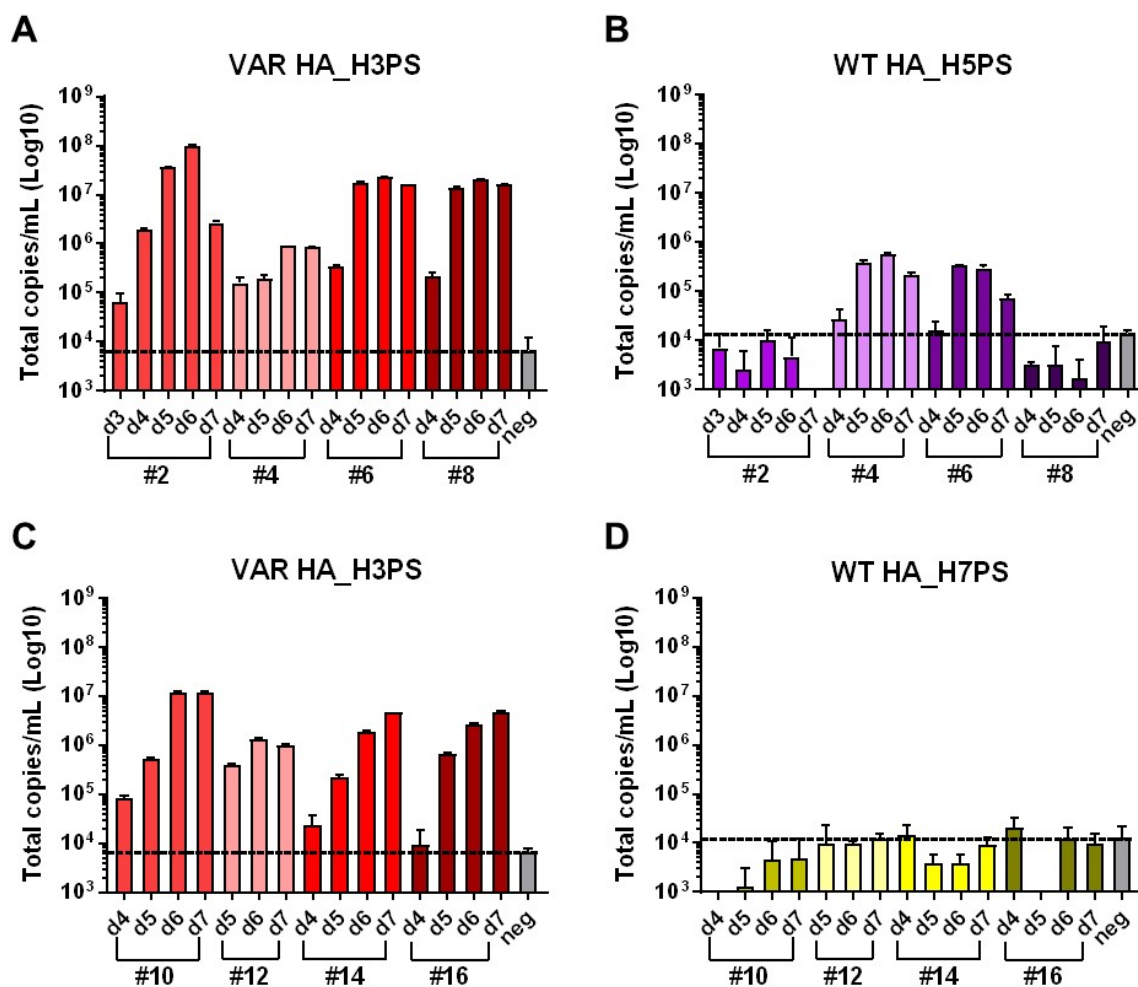 A
VAR HA_H3PS
Total copies/mL (Log10)
10⁹
10⁸
10⁷
10⁶
10⁵
10⁴
10³
d3 d4 d5 d6 d7 d4 d5 d6 d7 d4 d5 d6 d7 d4 d5 d6 d7 neg
#2 #4 #6 #8
B
WT HA_H5PS
Total copies/mL (Log10)
10⁹
10⁸
10⁷
10⁶
10⁵
10⁴
10³
d3 d4 d5 d6 d7 d4 d5 d6 d7 d4 d5 d6 d7 d4 d5 d6 d7 neg
#2 #4 #6 #8
C
VAR HA_H3PS
Total copies/mL (Log10)
10⁹
10⁸
10⁷
10⁶
10⁵
10⁴
10³
d4 d5 d6 d7 d5 d6 d7 d4 d5 d6 d7 d4 d5 d6 d7 neg
#10 #12 #14 #16
D
WT HA_H7PS
Total copies/mL (Log10)
10⁹
10⁸
10⁷
10⁶
10⁵
10⁴
10³
d4 d5 d6 d7 d5 d6 d7 d4 d5 d6 d7 d4 d5 d6 d7 neg
#10 #12 #14 #16